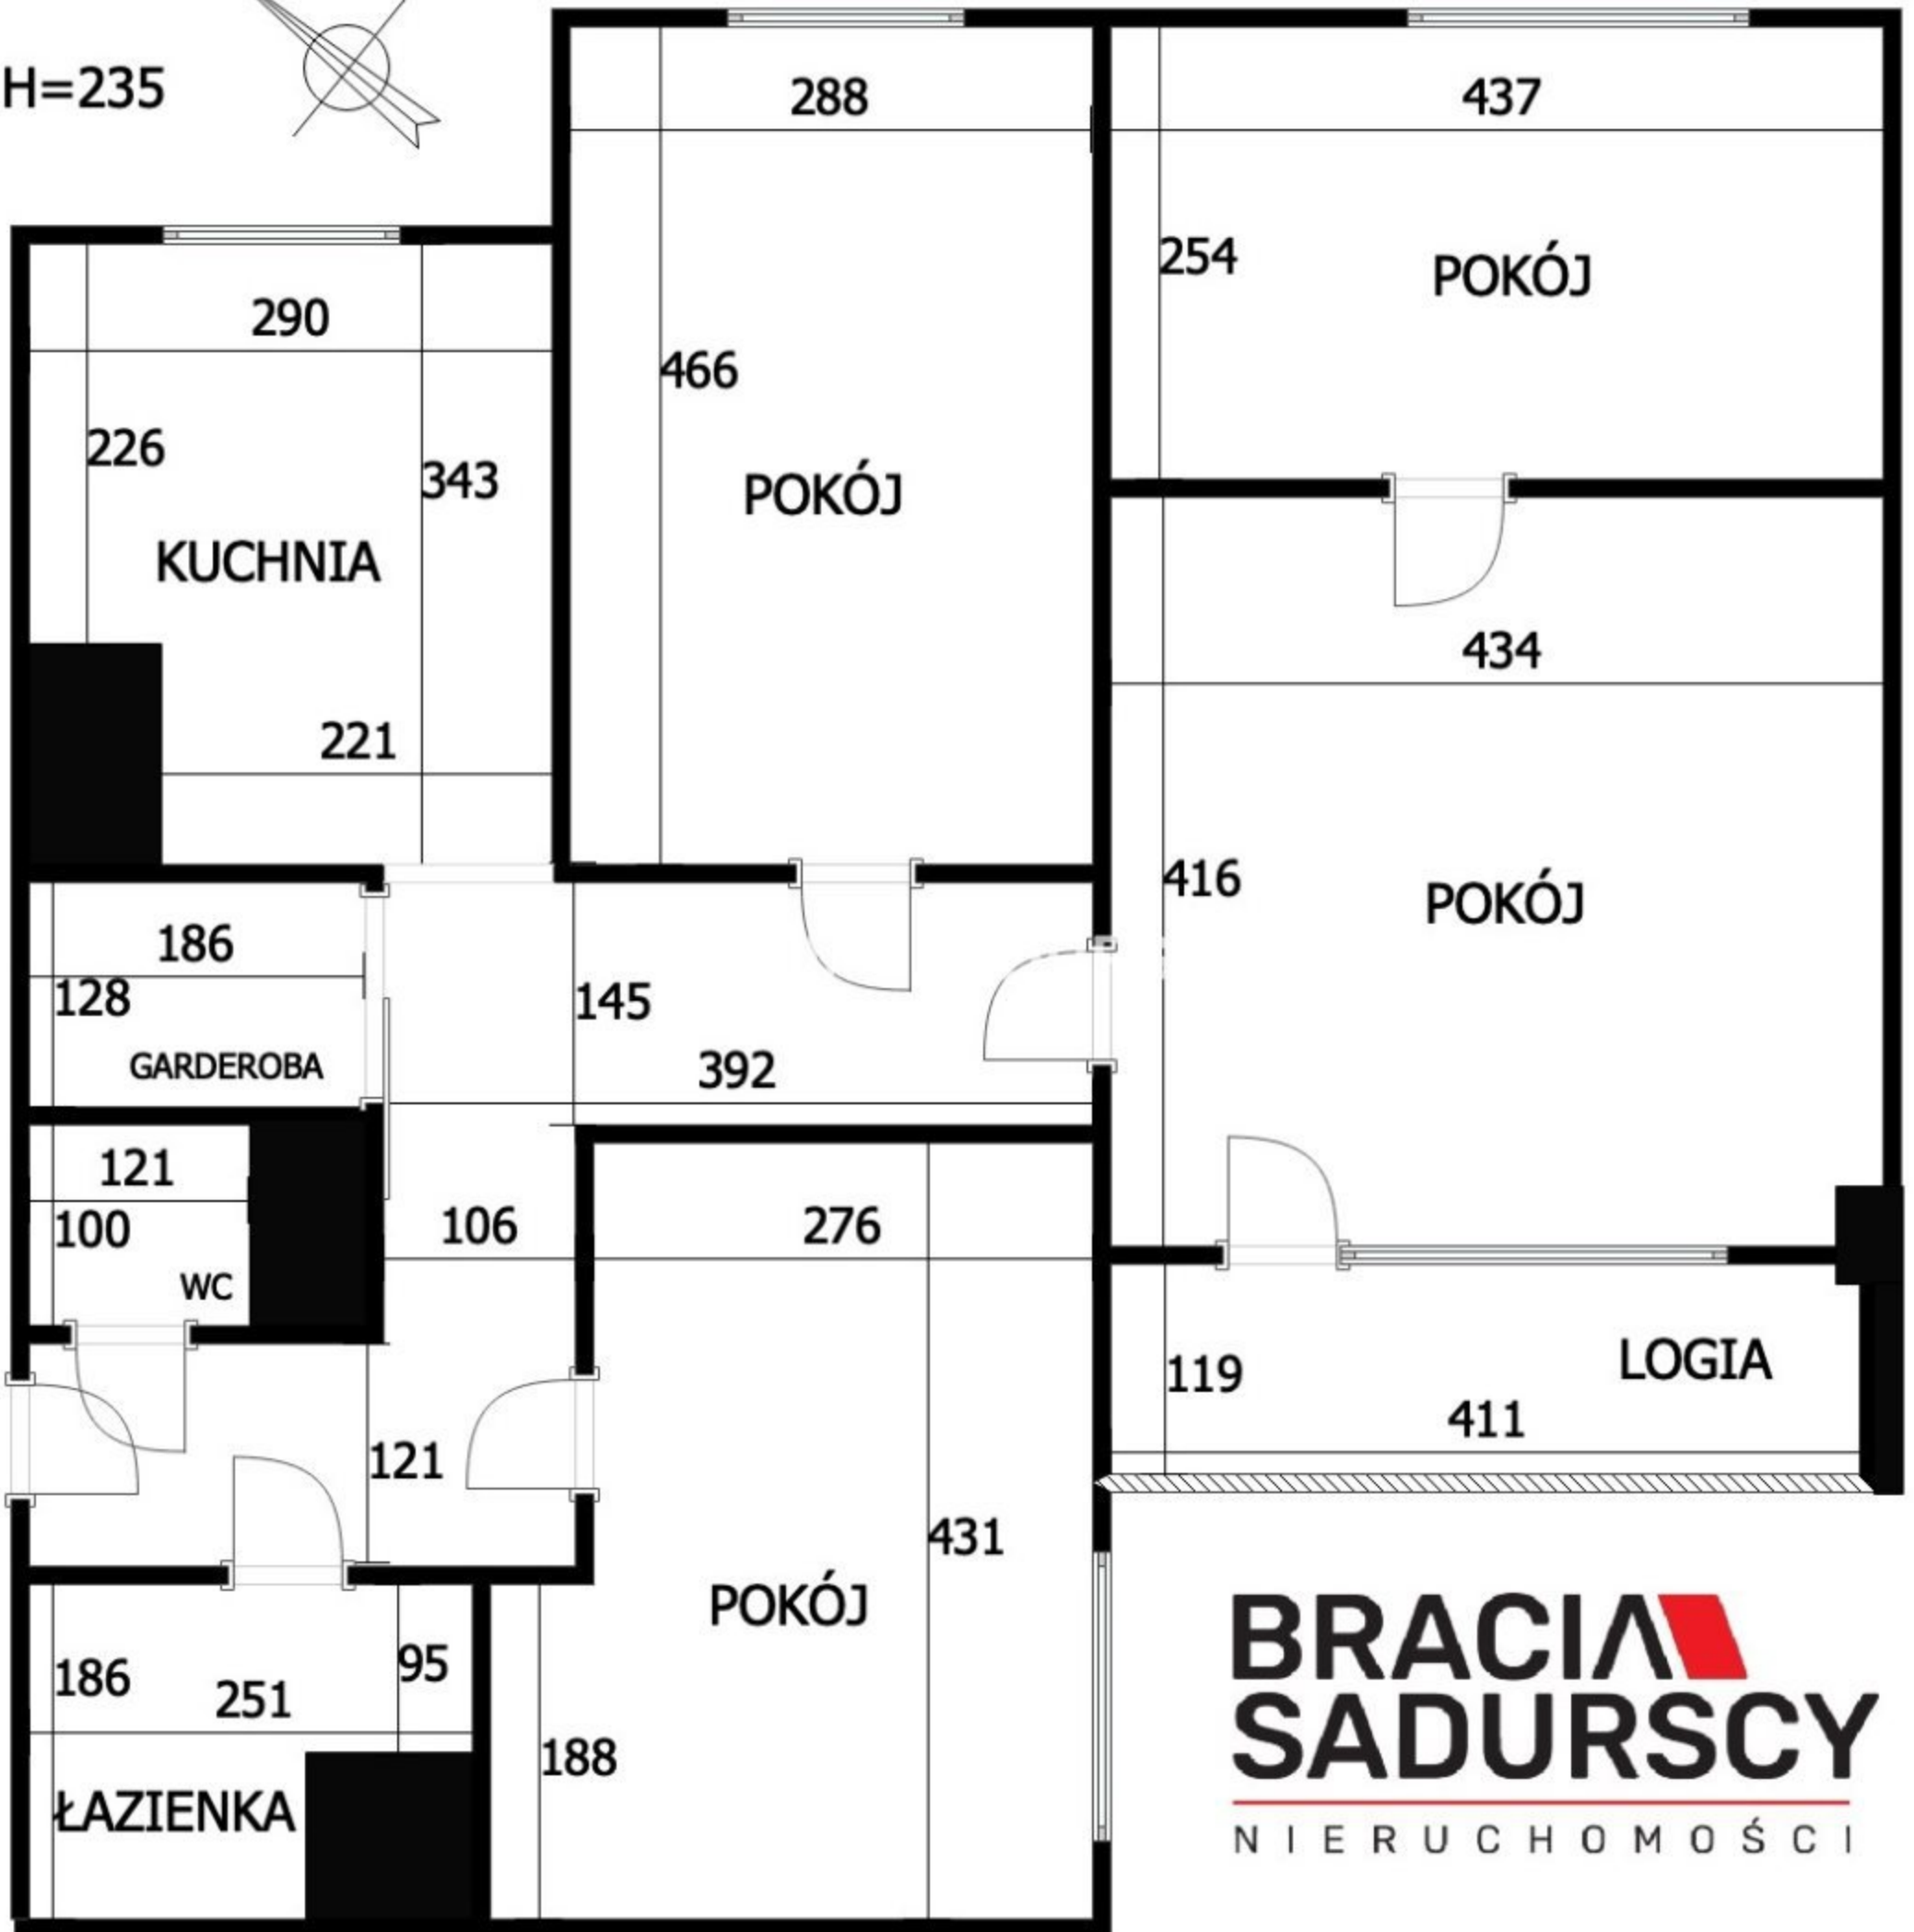 H=235
288
437
254
POKÓJ
290
466
226
343
POKÓJ
KUCHNIA
434
221
416
POKÓJ
186
128
145
GARDEROBA
392
121
100
106
276
WC
119
LOGIA
411
121
431
POKÓJ
186
251
95
188
ŁAZIENKA
BRACIA
SADURSCY
NIERUCHOMOŚCI